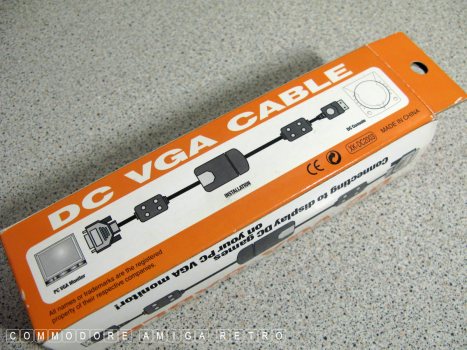 DC VGA CABLE
DC Console
INSTALLATION
PC VGA Monitor
XK-DC2003
MADE IN CHINA
CE
All names or trademarks are the registered
property of their respective companies.
Connecting to display DC games
on your PC VGA monitor!
COMMODORE AMIGA RETRO